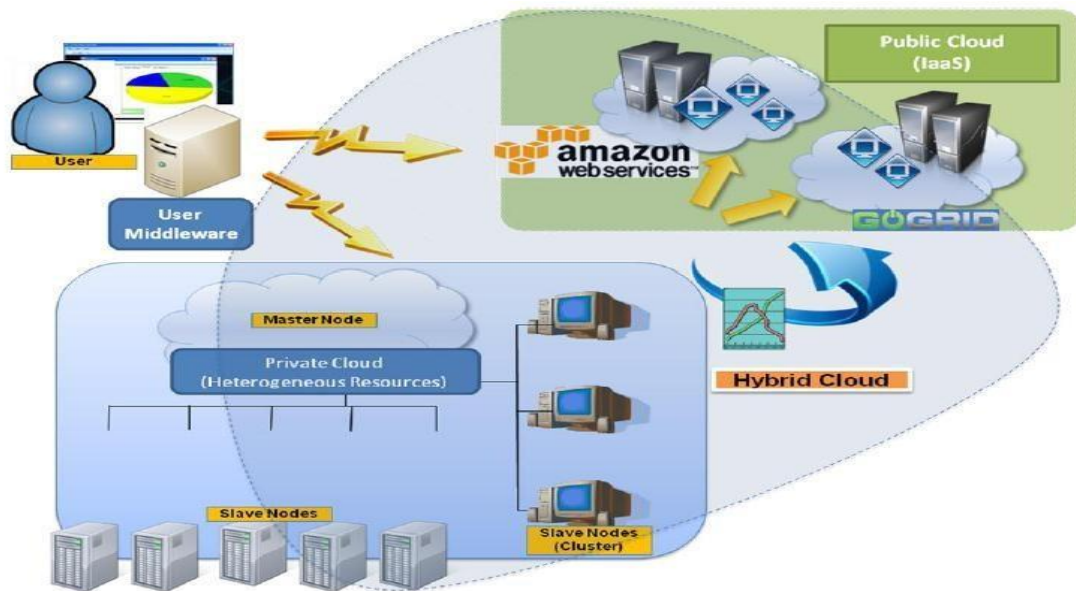 Public Cloud
(IaaS)
amazon
web services
GOGRID
User
User
Middleware
Master Node
Private Cloud
(Heterogeneous Resources)
Hybrid Cloud
Slave Nodes
Slave Nodes
(Cluster)